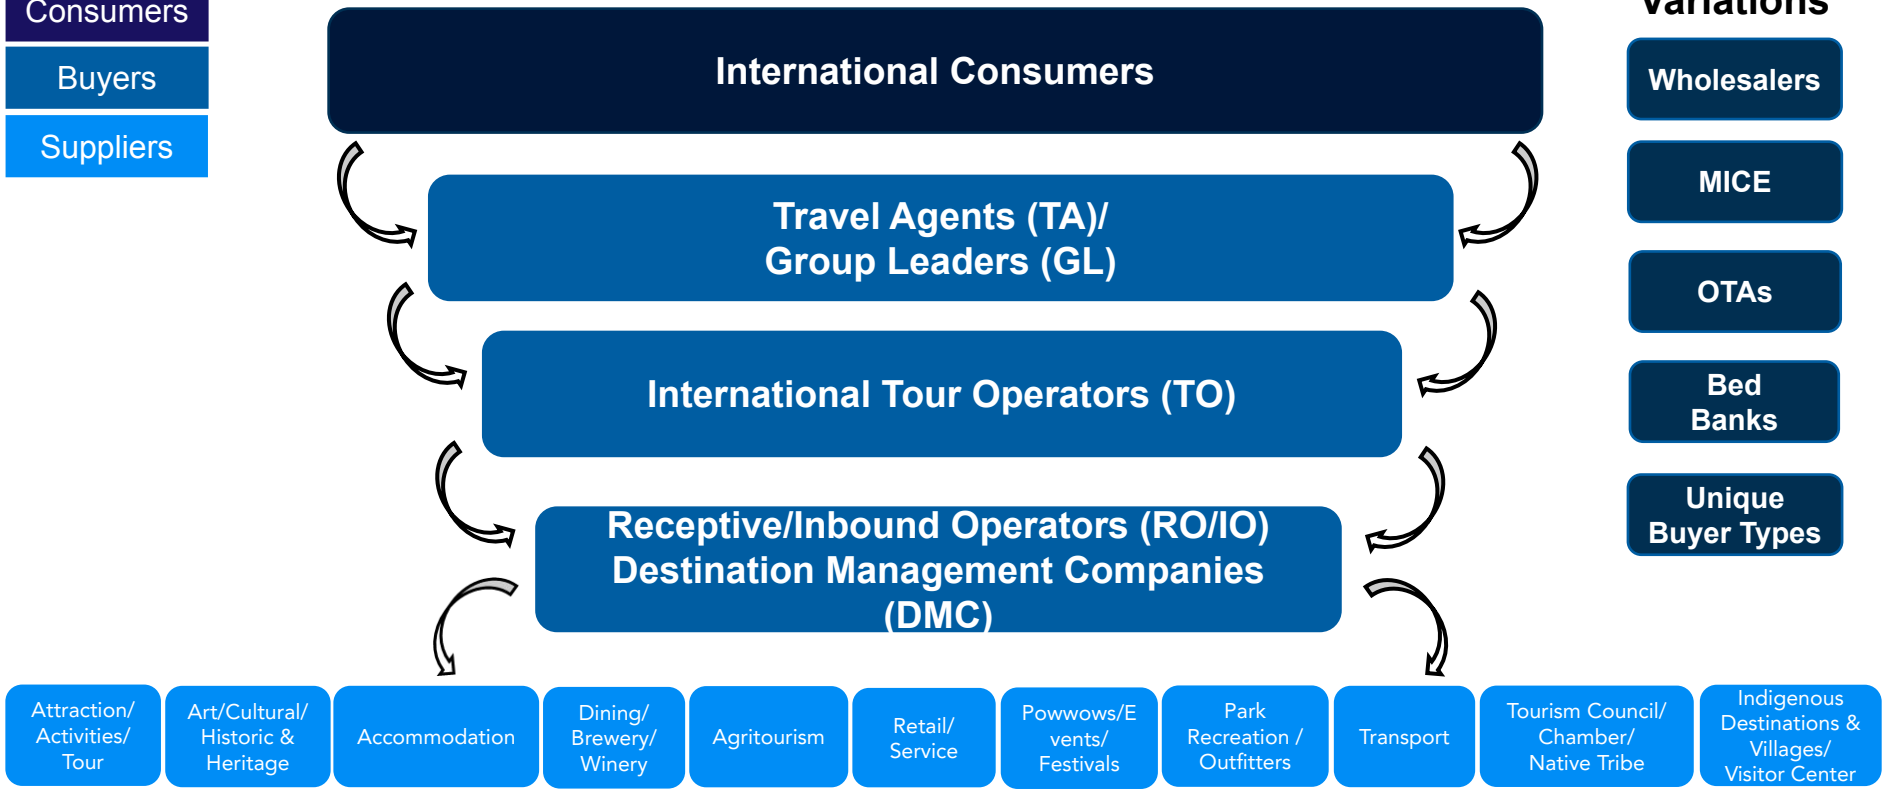 Consumers
Buyers
Suppliers
International Consumers
Travel Agents (TA)/
Group Leaders (GL)
International Tour Operators (TO)
Receptive/Inbound Operators (RO/IO)
Destination Management Companies
(DMC)
Variations
Wholesalers
MICE
OTAs
Bed
Banks
Unique
Buyer Types
Attraction/
Activities/
Tour
Art/Cultural/
Historic &
Heritage
Accommodation
Dining/
Brewery/
Winery
Agritourism
Retail/
Service
Powwows/E
vents/
Festivals
Park
Recreation /
Outfitters
Transport
Tourism Council/
Chamber/
Native Tribe
Indigenous
Destinations &
Villages/
Visitor Center